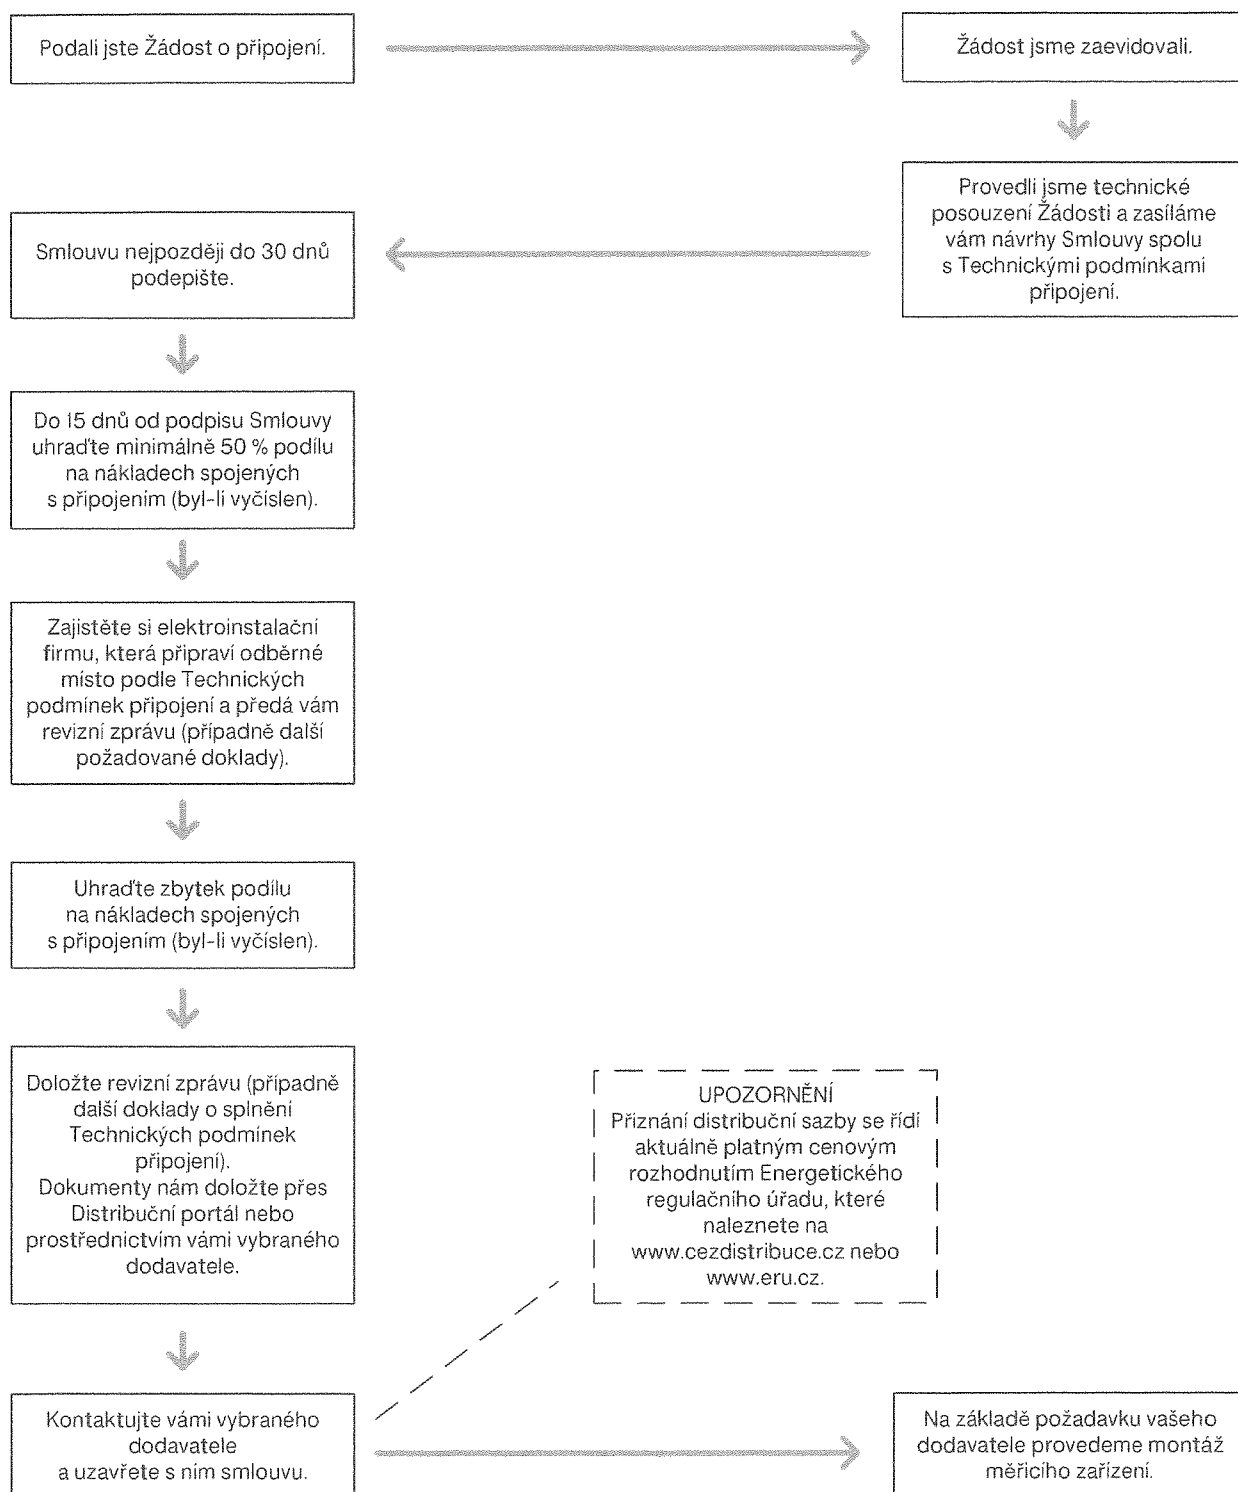 Podali jste Žádost o připojení.
Žádost jsme zaevidovali.
Provedli jsme technické
posouzení Žádosti a zasíláme
vám návrhy Smlouvy spolu
s Technickými podmínkami
připojení.
Smlouvu nejpozději do 30 dnů
podepište.
Do 15 dnů od podpisu Smlouvy
uhraďte minimálně 50 % podílu
na nákladech spojených
s připojením (byl-li vyčíslen).
Zajistěte si elektroinstalační
firmu, která připraví odběrné
místo podle Technických
podmínek připojení a předá vám
revizní zprávu (případně další
požadované doklady).
Uhraďte zbytek podílu
na nákladech spojených
s připojením (byl-li vyčíslen).
Doložte revizní zprávu (případně
další doklady o splnění
Technických podmínek
připojení).
Dokumenty nám doložte přes
Distribuční portál nebo
prostřednictvím vámi vybraného
dodavatele.
UPOZORNĚNÍ
Přiznání distribuční sazby se řídí
aktuálně platným cenovým
rozhodnutím Energetického
regulačního úřadu, které
naleznete na
www.cezdistribuce.cz nebo
www.eru.cz.
Kontaktujte vámi vybraného
dodavatele
a uzavřete s ním smlouvu.
Na základě požadavku vašeho
dodavatele provedeme montáž
měřicího zařízení.